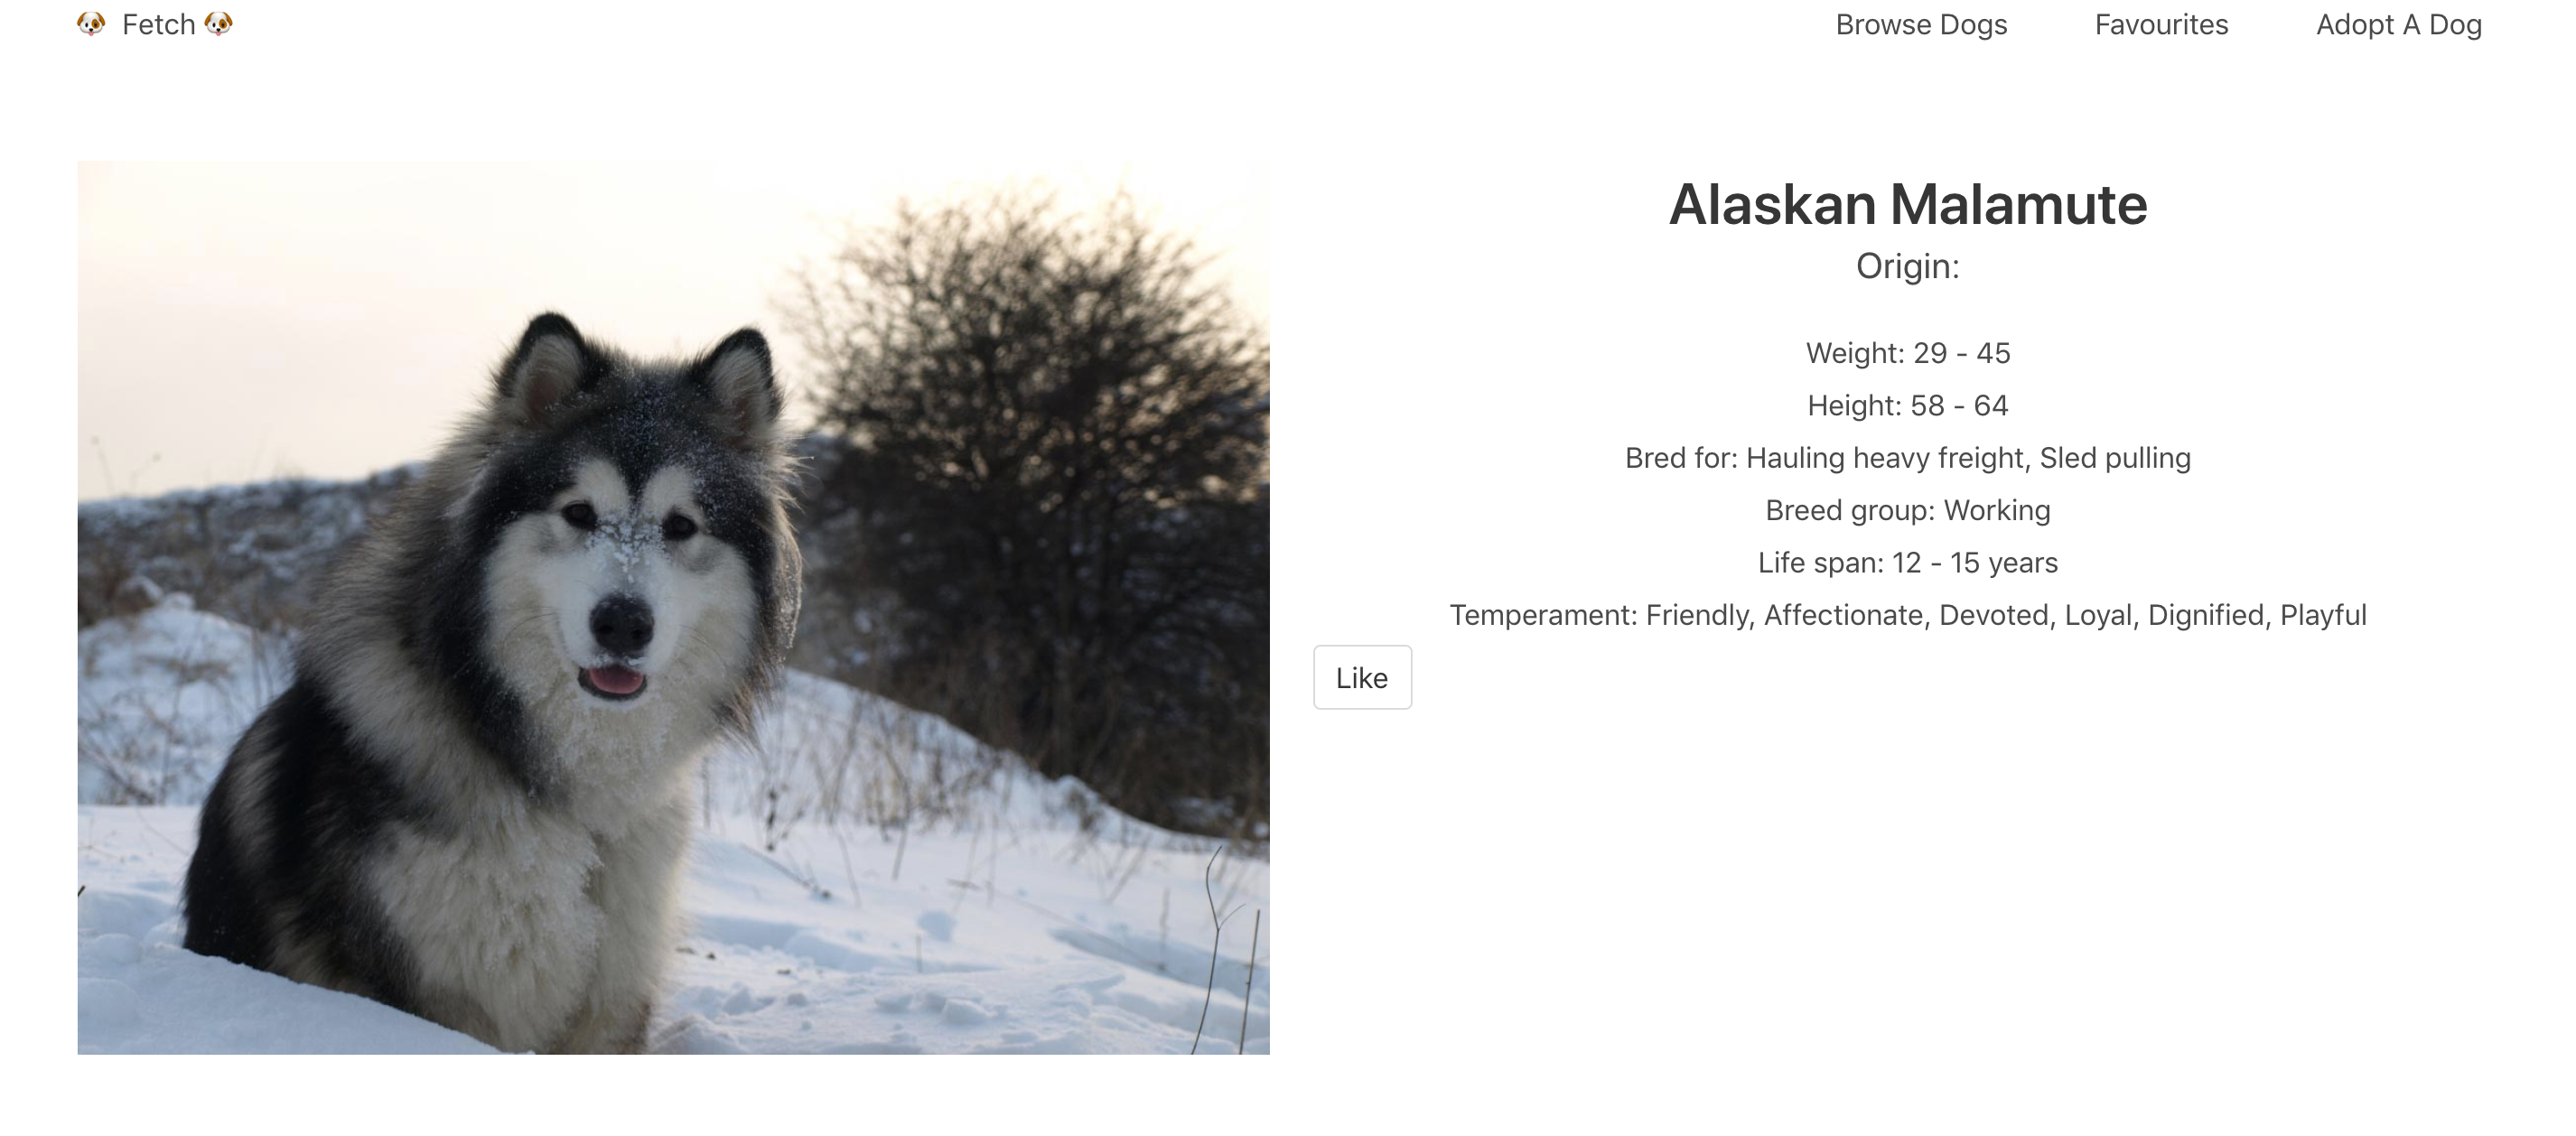 🐶 Fetch 🐶
Browse Dogs
Favourites
Adopt A Dog
Alaskan Malamute
Origin:
Weight: 29 - 45
Height: 58 - 64
Bred for: Hauling heavy freight, Sled pulling
Breed group: Working
Life span: 12 - 15 years
Temperament: Friendly, Affectionate, Devoted, Loyal, Dignified, Playful
Like